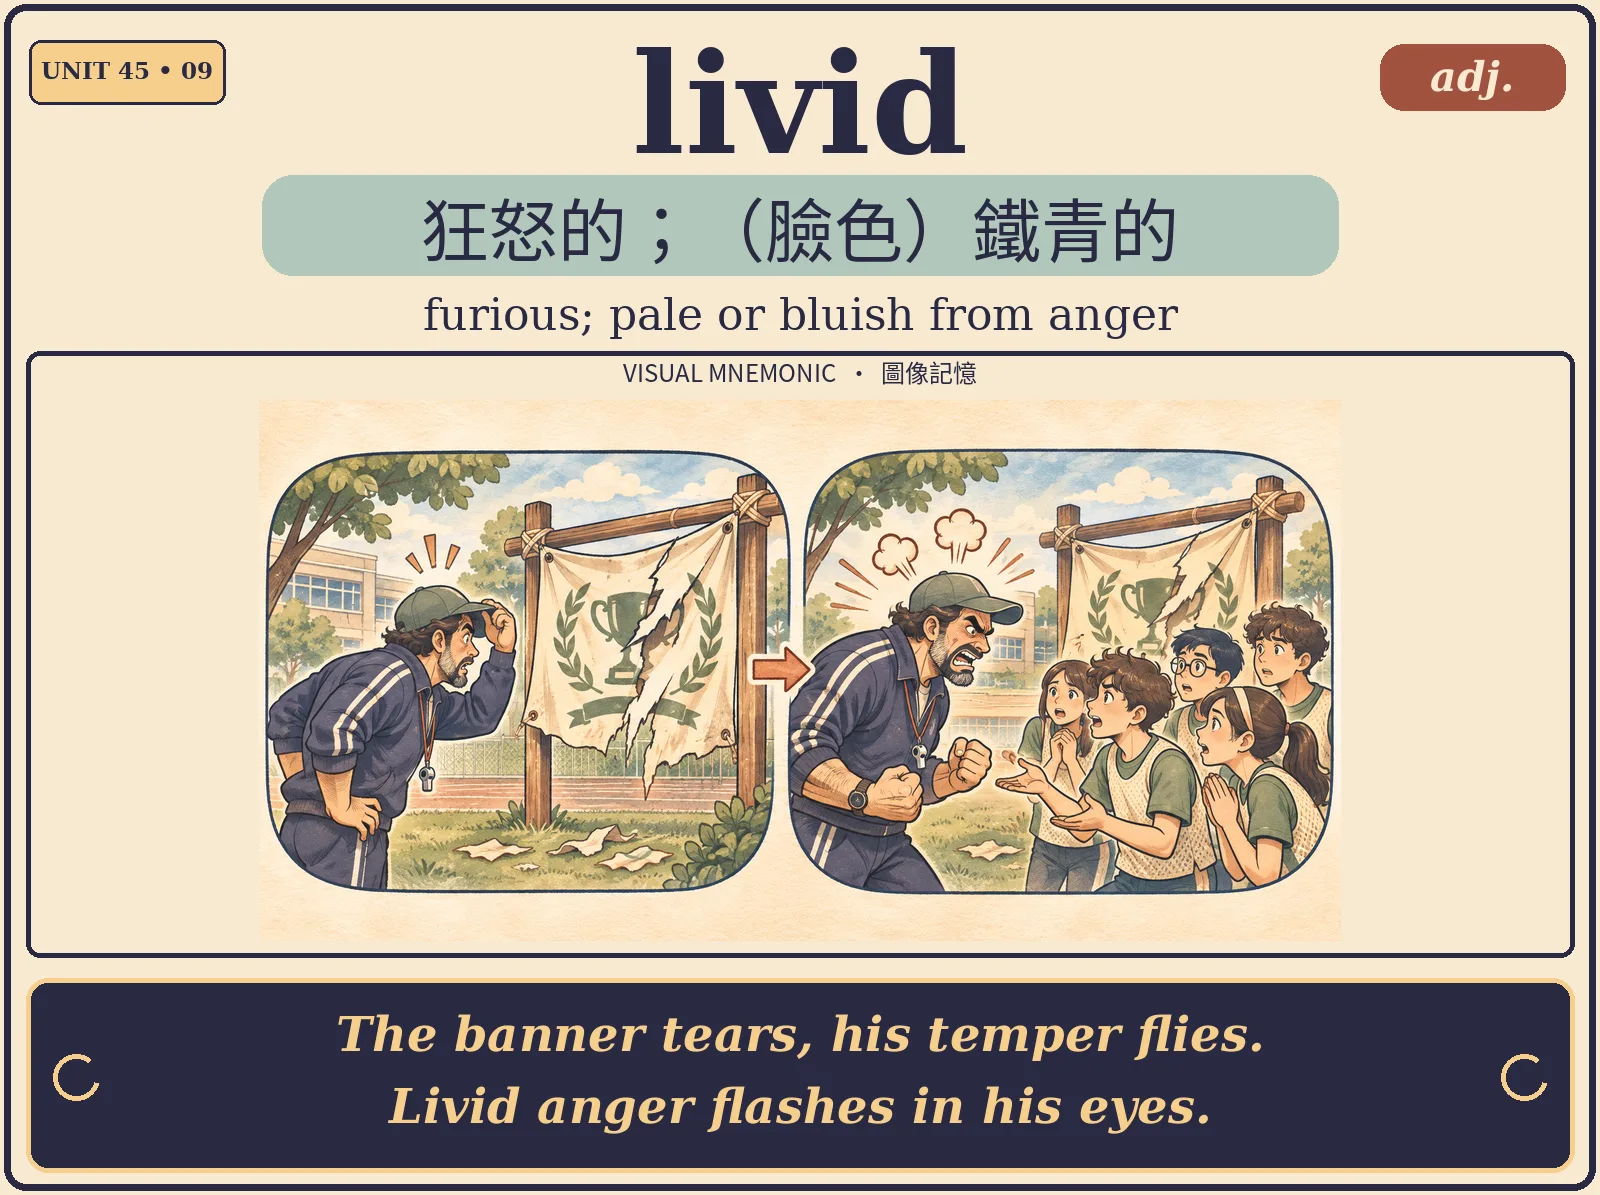 UNIT 45 • 09
livid
adj.
狂怒的；（臉色）鐵青的
furious; pale or bluish from anger
VISUAL MNEMONIC • 圖像記憶
The banner tears, his temper flies.
Livid anger flashes in his eyes.